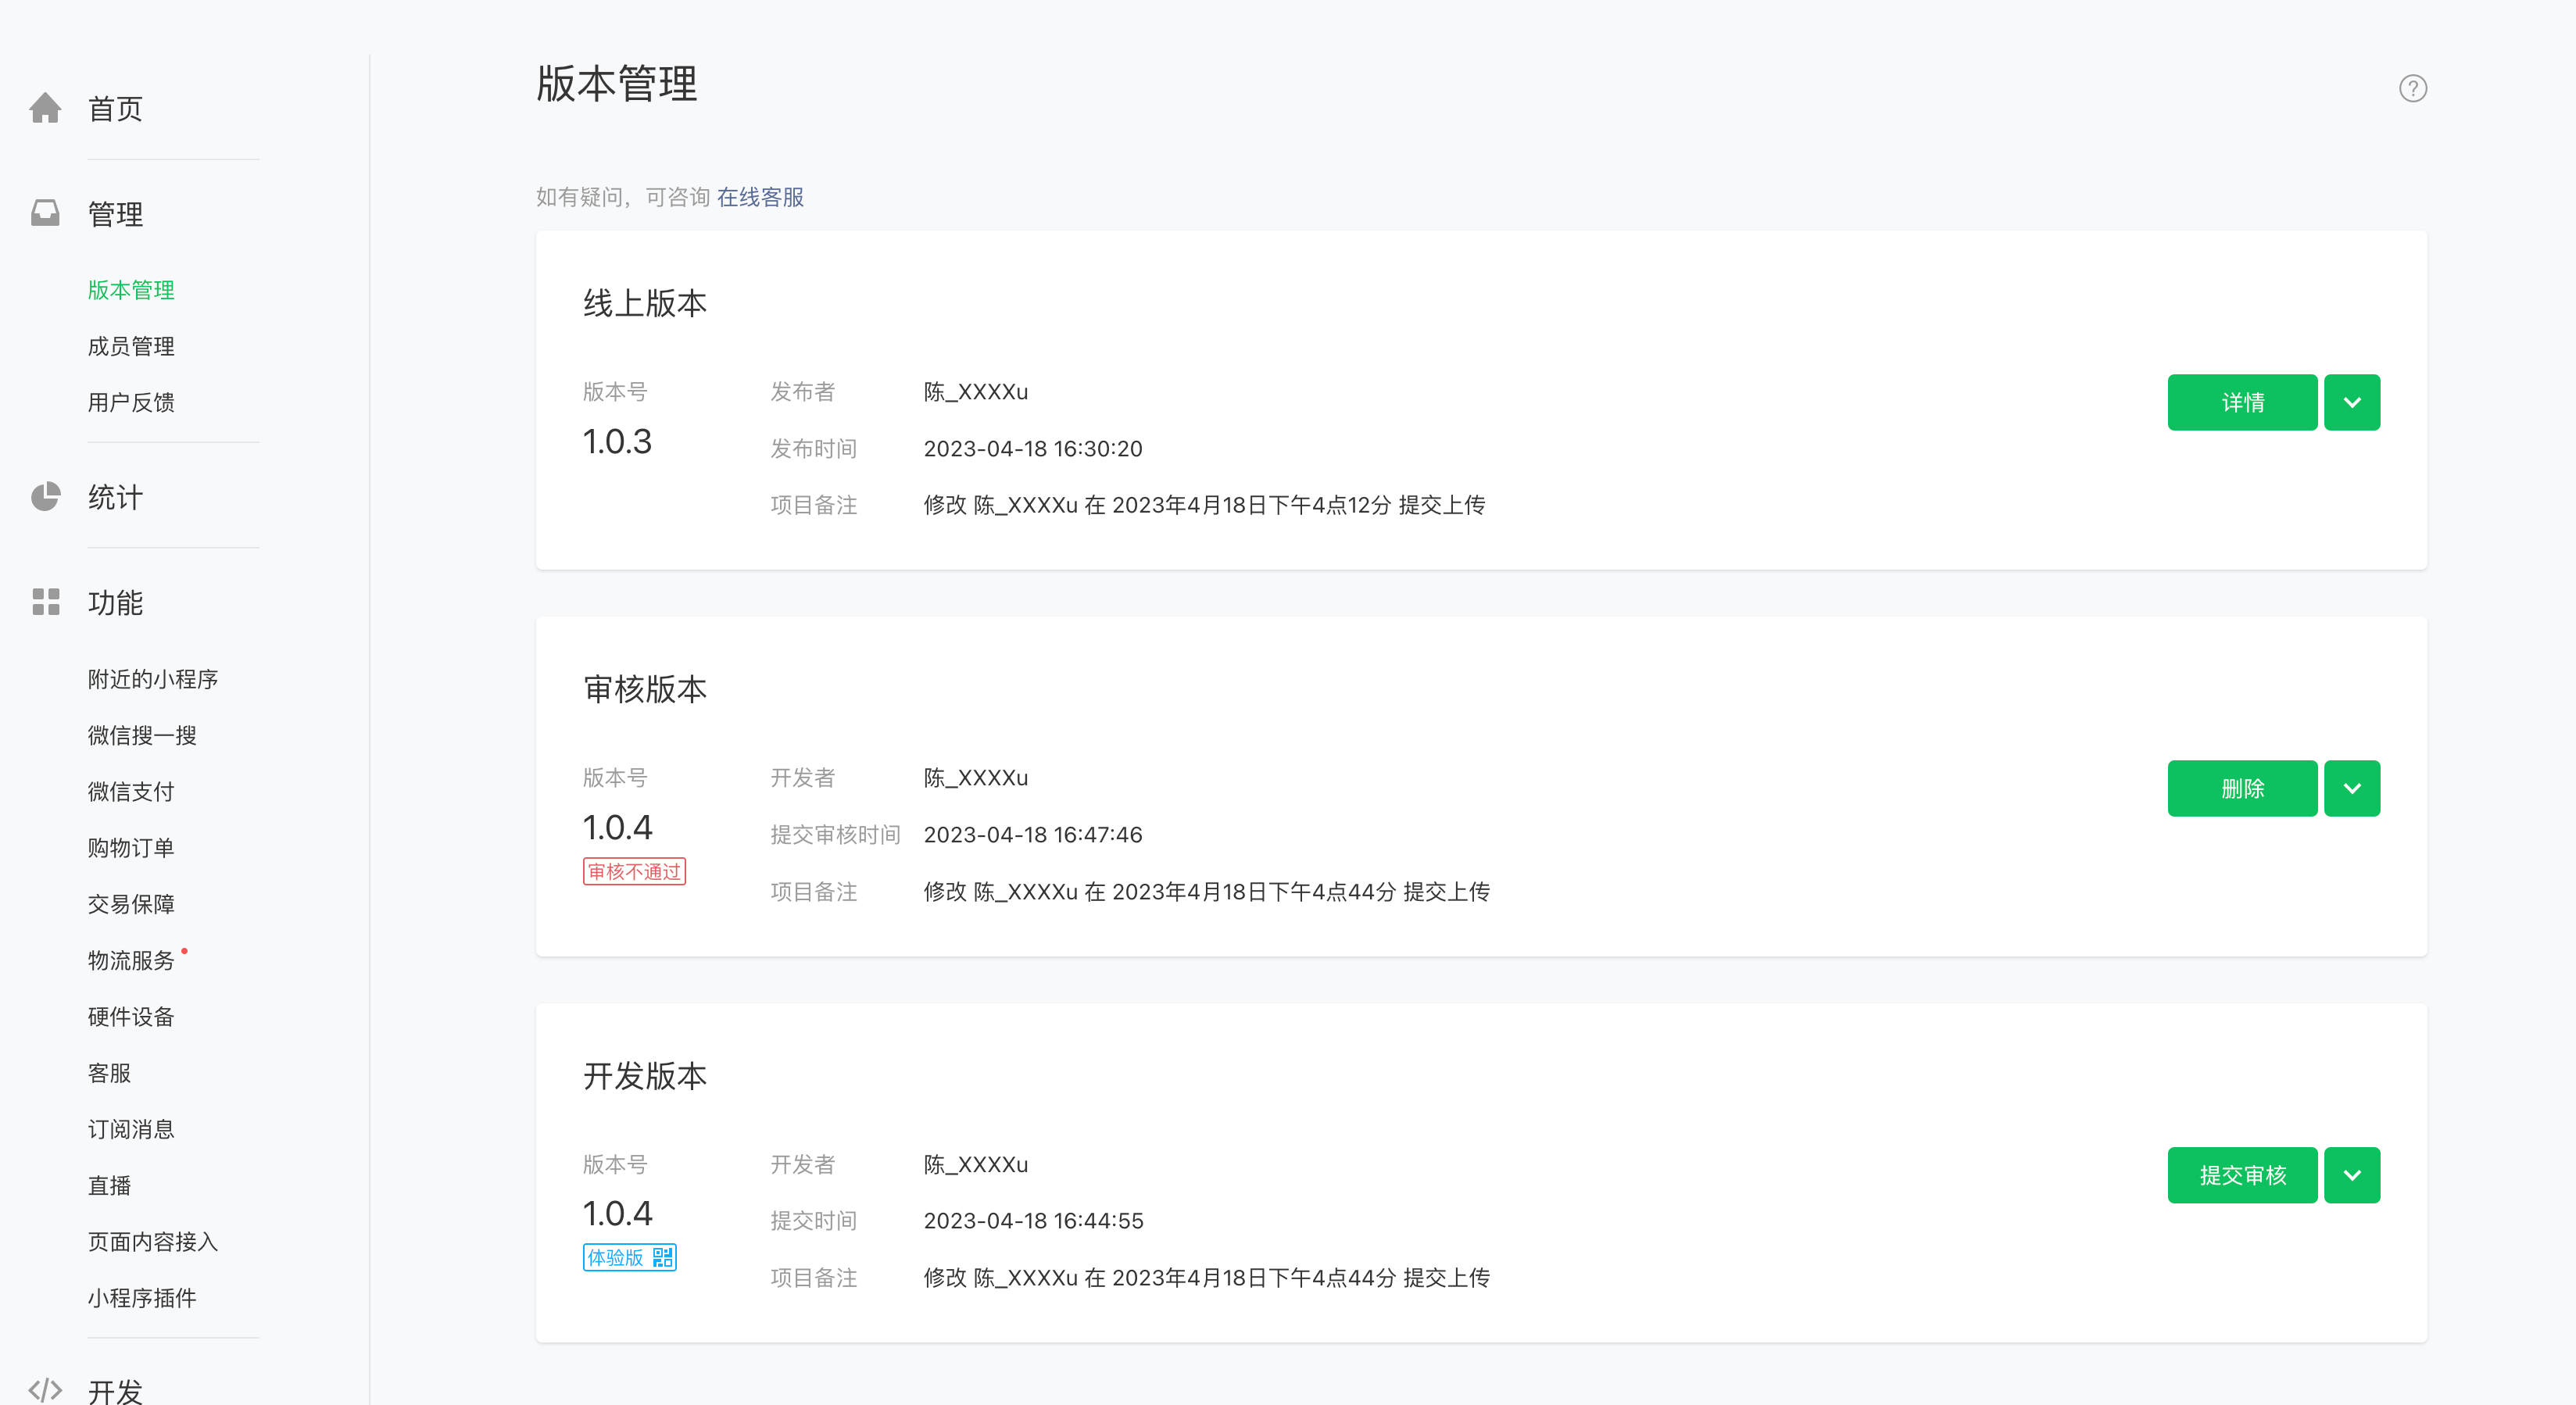 首页
管理
版本管理
成员管理
用户反馈
统计
功能
附近的小程序
微信搜一搜
微信支付
购物订单
交易保障
物流服务
硬件设备
客服
订阅消息
直播
页面内容接入
小程序插件
开发
版本管理
?
如有疑问，可咨询 在线客服
线上版本
版本号
1.0.3
发布者 陈_XXXXu
发布时间 2023-04-18 16:30:20
项目备注 修改 陈_XXXXu 在 2023年4月18日下午4点12分 提交上传
详情
审核版本
版本号
1.0.4
审核不通过
开发者 陈_XXXXu
提交审核时间 2023-04-18 16:47:46
项目备注 修改 陈_XXXXu 在 2023年4月18日下午4点44分 提交上传
删除
开发版本
版本号
1.0.4
体验版
开发者 陈_XXXXu
提交时间 2023-04-18 16:44:55
项目备注 修改 陈_XXXXu 在 2023年4月18日下午4点44分 提交上传
提交审核